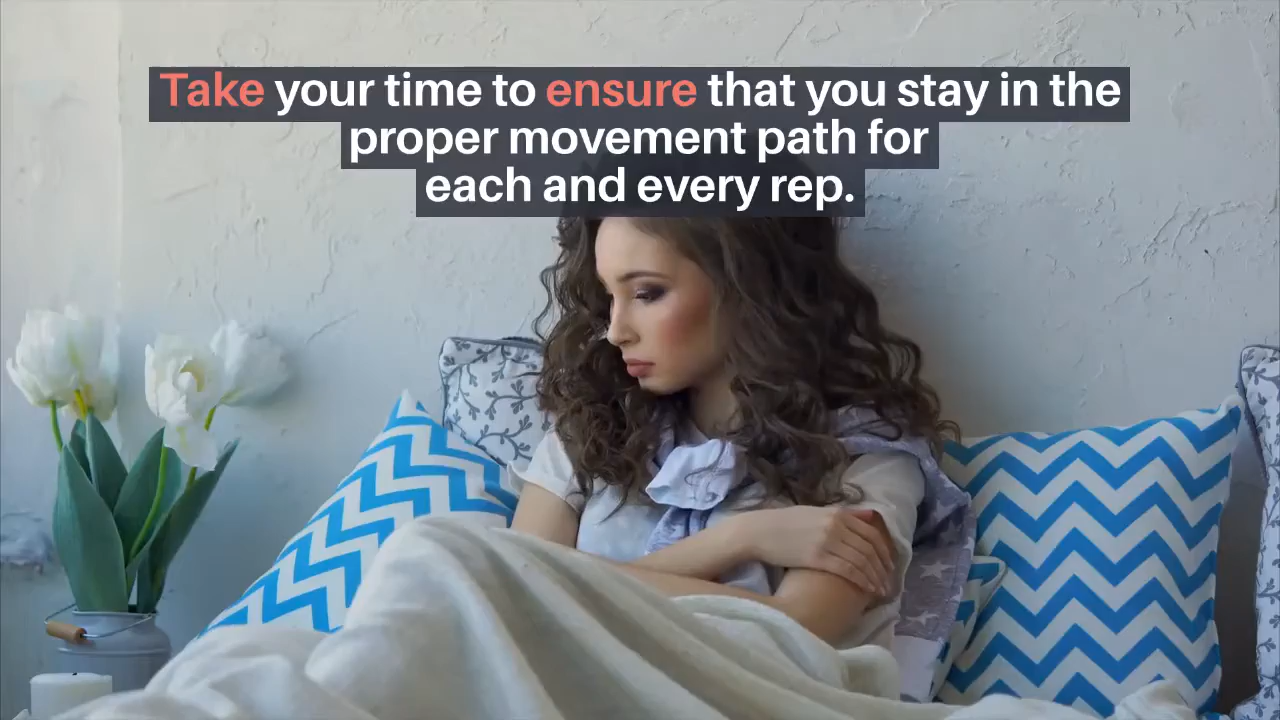 Take your time to ensure that you stay in the
proper movement path for
each and every rep.